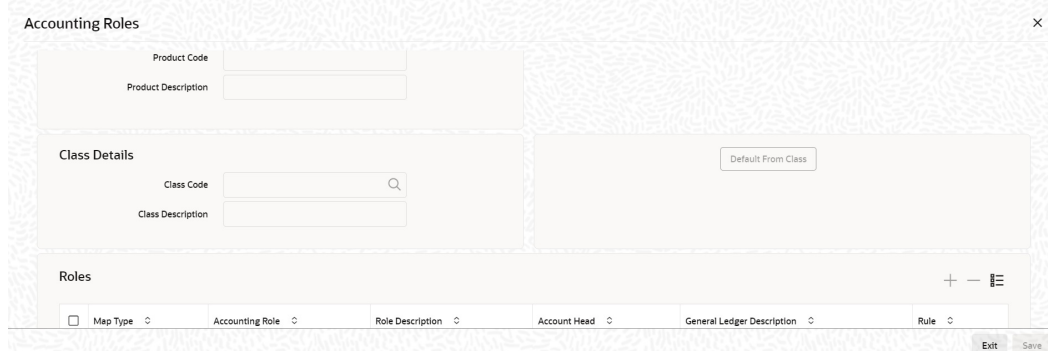 Accounting Roles
Product Code
Product Description
Class Details
Default From Class
Class Code
Class Description
Roles
Map Type Accounting Role Role Description Account Head General Ledger Description Rule
Exit Save